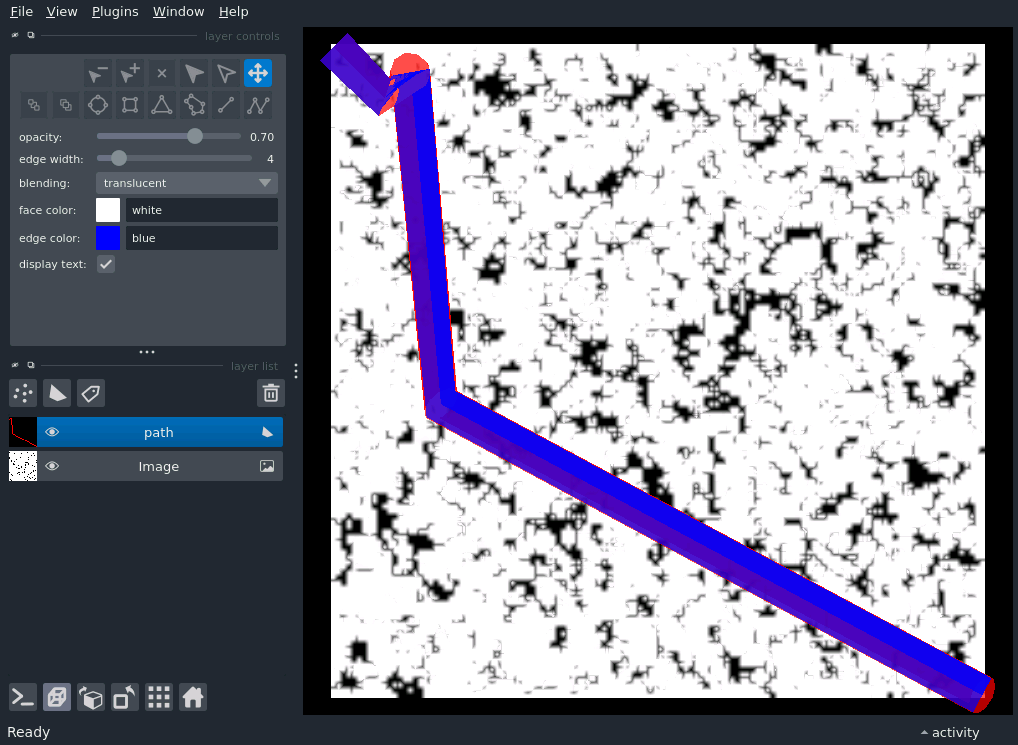 File View Plugins Window Help
layer controls
opacity: 0.70
edge width: 4
blending: translucent
face color: white
edge color: blue
display text:
layer list
path
Image
Ready
activity